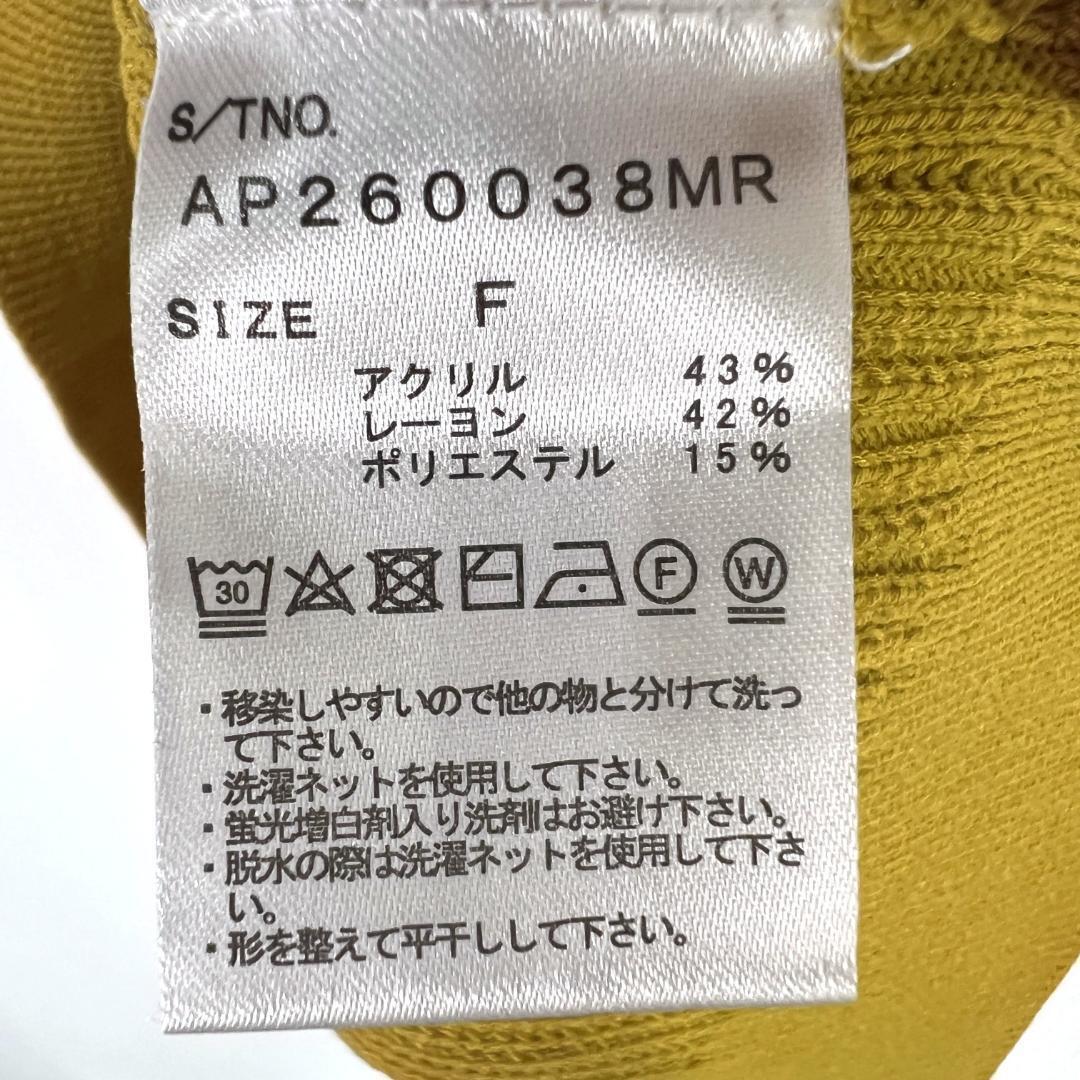 S/TNO.
AP260038MR
SIZE F
アクリル 43%
レーヨン 42%
ポリエステル 15%
30 F W
・移染しやすいので他の物と分けて洗っ
て下さい。
・洗濯ネットを使用して下さい。
・蛍光増白剤入り洗剤はお避け下さい。
・脱水の際は洗濯ネットを使用して下さ
い。
・形を整えて平干しして下さい。